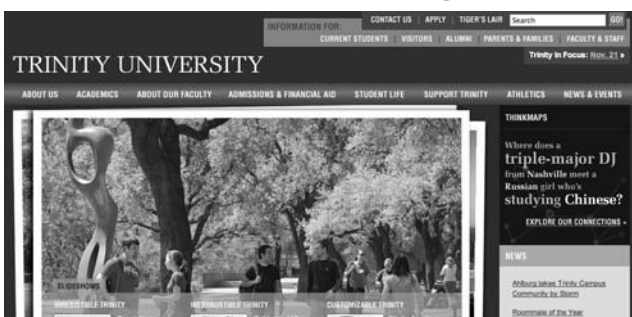 CONTACT US | APPLY | TIGER'S LAIR Search GO!
INFORMATION FOR:
CURRENT STUDENTS | VISITORS | ALUMNI | PARENTS & FAMILIES | FACULTY & STAFF
Trinity in Focus: Nov. 21 »
TRINITY UNIVERSITY
ABOUT US ACADEMICS ABOUT OUR FACULTY ADMISSIONS & FINANCIAL AID STUDENT LIFE SUPPORT TRINITY ATHLETICS NEWS & EVENTS
THINKMAPS
Where does a
triple-major DJ
from Nashville meet a
Russian girl who's
studying Chinese?
EXPLORE OUR CONNECTIONS »
NEWS
Ahlburg takes Trinity Campus
Community by Storm
Roommate of the Year
SLIDESHOWS
IRRESISTIBLE TRINITY INEXHAUSTIBLE TRINITY CUSTOMIZABLE TRINITY